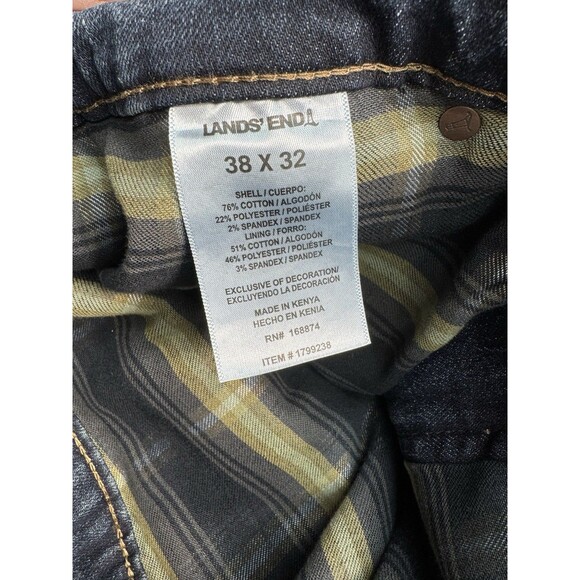 LANDS' END
38 X 32
SHELL / CUERPO:
76% COTTON / ALGODÓN
22% POLYESTER / POLIÉSTER
2% SPANDEX / SPANDEX
LINING / FORRO:
51% COTTON / ALGODÓN
46% POLYESTER / POLIÉSTER
3% SPANDEX / SPANDEX
EXCLUSIVE OF DECORATION/
EXCLUYENDO LA DECORACIÓN
MADE IN KENYA
HECHO EN KENIA
RN# 168874
ITEM # 1799238